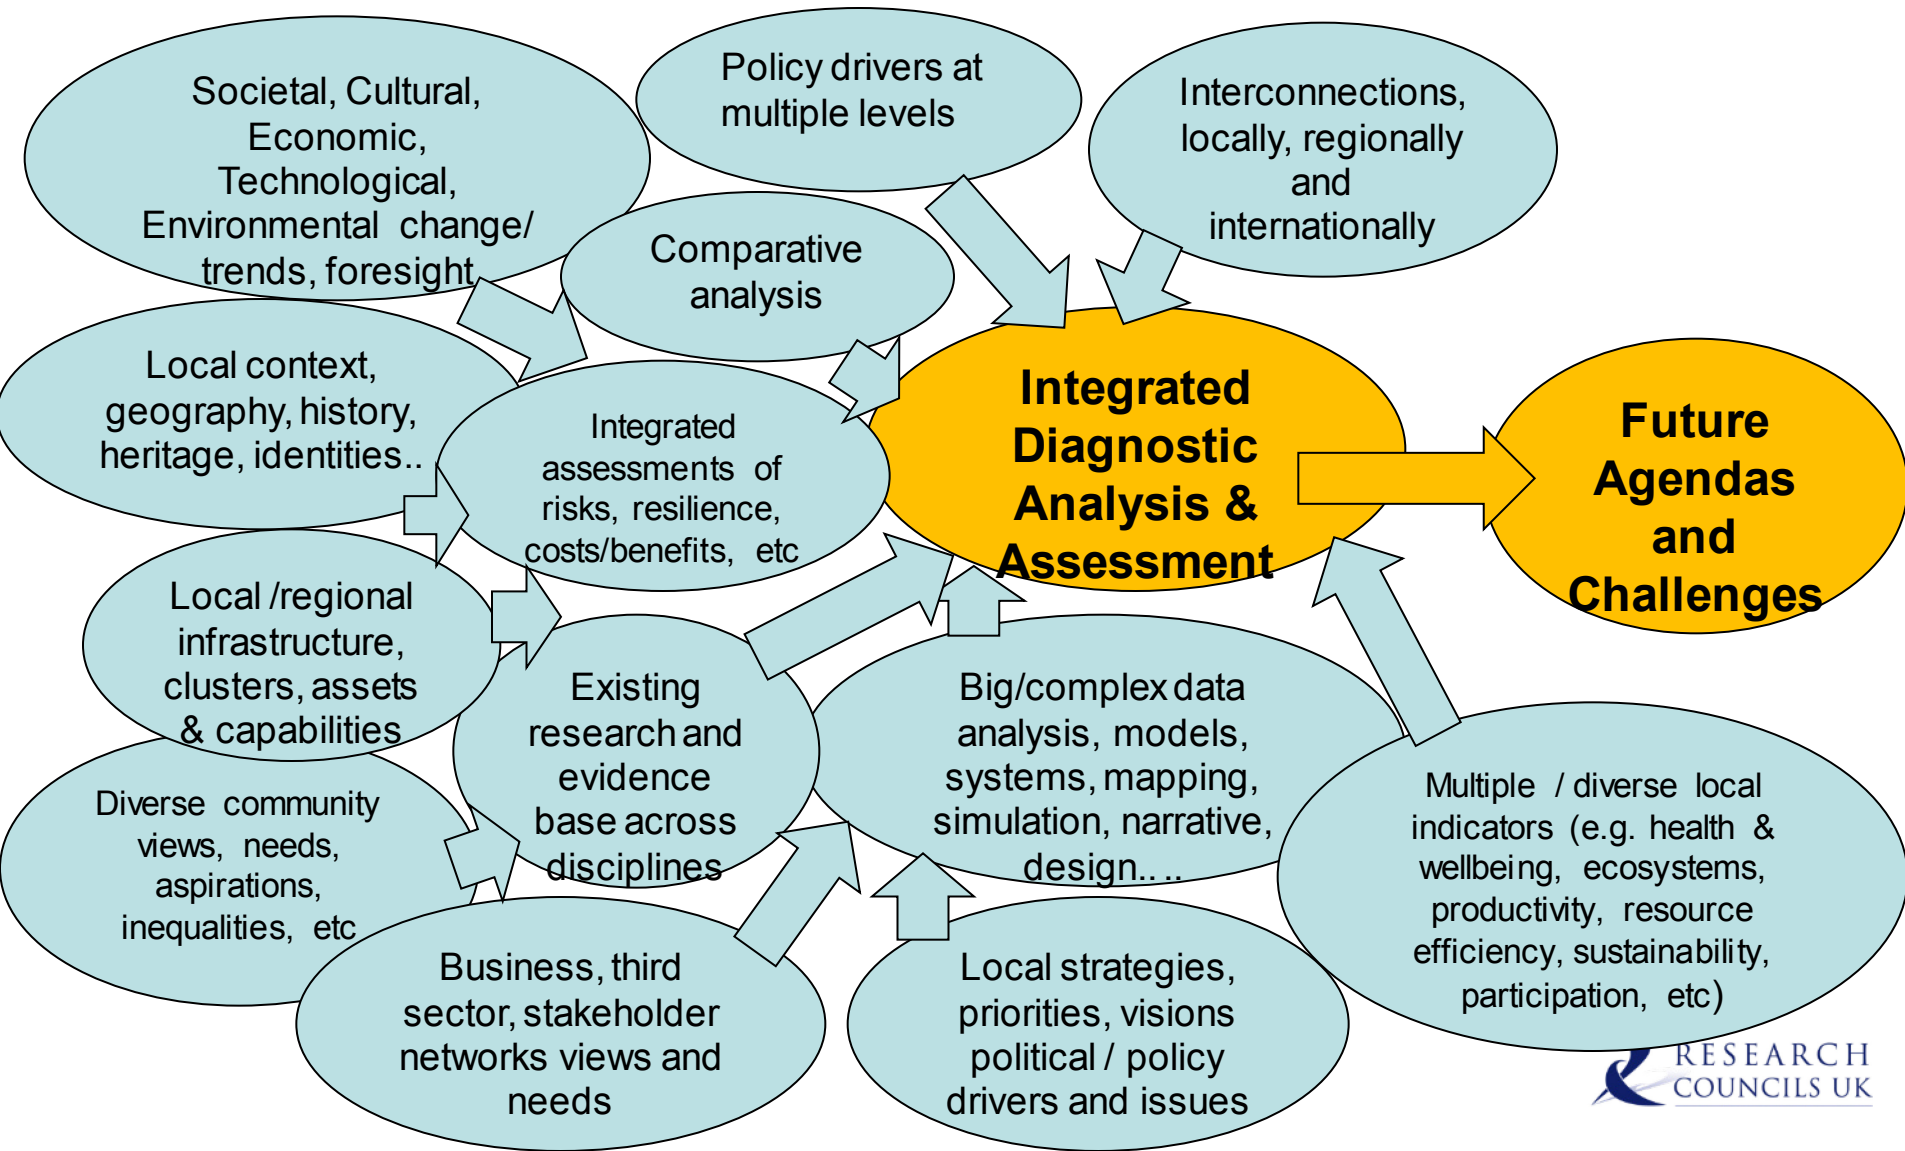 Societal, Cultural,
Economic,
Technological,
Environmental change/
trends, foresight
Policy drivers at
multiple levels
Interconnections,
locally, regionally
and
internationally
Comparative
analysis
Local context,
geography, history,
heritage, identities..
Integrated
assessments of
risks, resilience,
costs/benefits, etc
Integrated
Diagnostic
Analysis &
Assessment
Future
Agendas
and
Challenges
Local /regional
infrastructure,
clusters, assets
& capabilities
Existing
research and
evidence
base across
disciplines
Big/complex data
analysis, models,
systems, mapping,
simulation, narrative,
design.. ..
Multiple / diverse local
indicators (e.g. health &
wellbeing, ecosystems,
productivity, resource
efficiency, sustainability,
participation, etc)
Diverse community
views, needs,
aspirations,
inequalities, etc
Business, third
sector, stakeholder
networks views and
needs
Local strategies,
priorities, visions
political / policy
drivers and issues
RESEARCH
COUNCILS UK